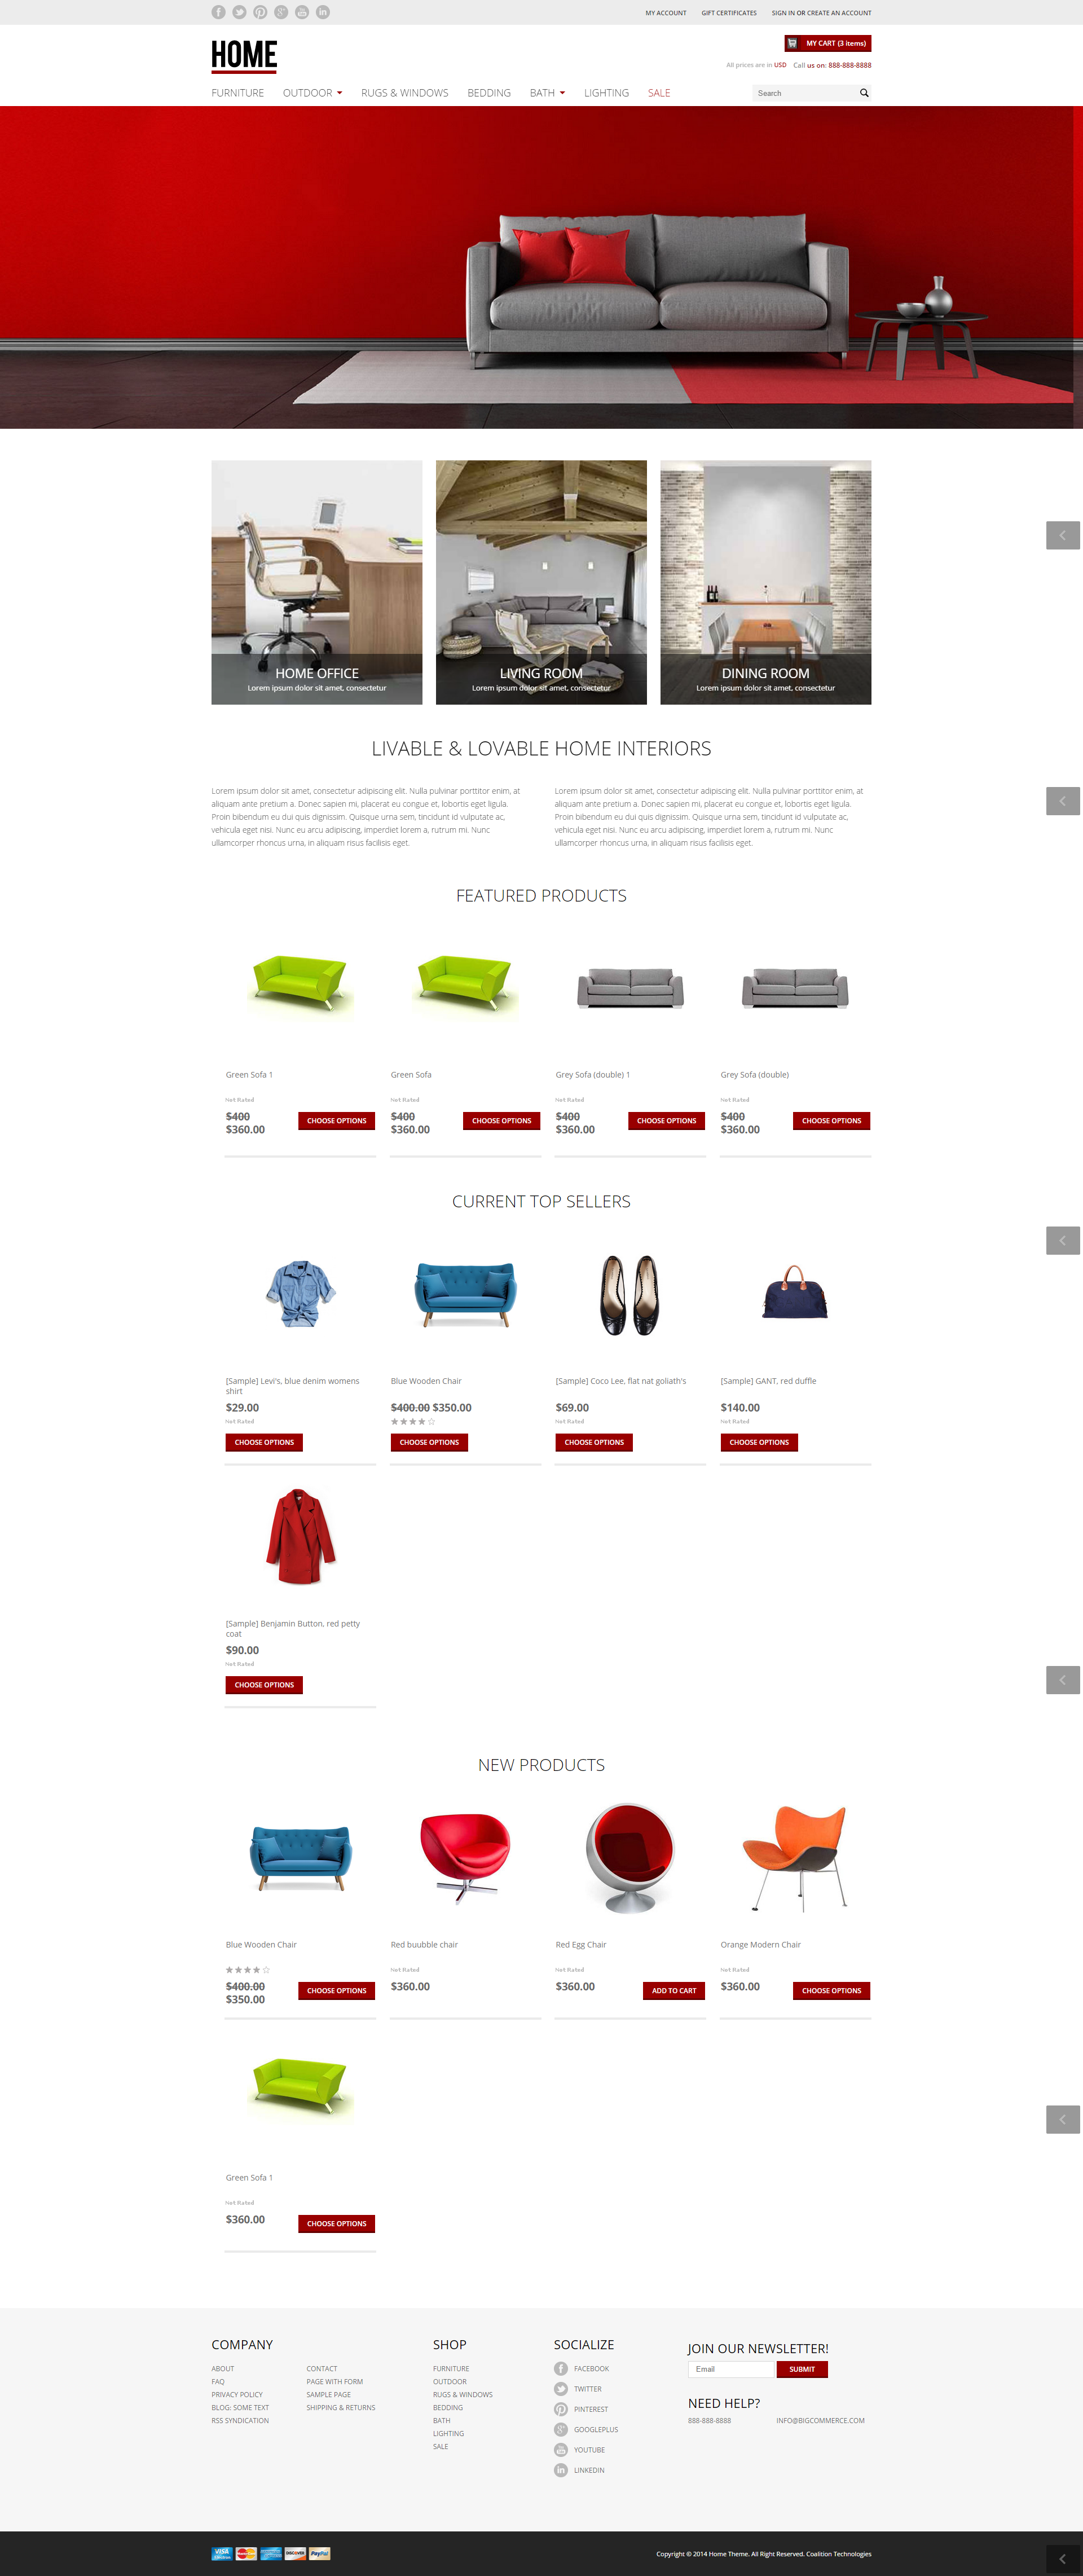 MY ACCOUNT GIFT CERTIFICATES SIGN IN OR CREATE AN ACCOUNT
HOME
MY CART (3 items)
All prices are in USD Call us on: 888-888-8888
FURNITURE OUTDOOR RUGS & WINDOWS BEDDING BATH LIGHTING SALE
Search
HOME OFFICE
Lorem ipsum dolor sit amet, consectetur
LIVING ROOM
Lorem ipsum dolor sit amet, consectetur
DINING ROOM
Lorem ipsum dolor sit amet, consectetur
LIVABLE & LOVABLE HOME INTERIORS
Lorem ipsum dolor sit amet, consectetur adipiscing elit. Nulla pulvinar porttitor enim, at
aliquam ante pretium a. Donec sapien mi, placerat eu congue et, lobortis eget ligula.
Proin bibendum eu dui quis dignissim. Quisque urna sem, tincidunt id vulputate ac,
vehicula eget nisi. Nunc eu arcu adipiscing, imperdiet lorem a, rutrum mi. Nunc
ullamcorper rhoncus urna, in aliquam risus facilisis eget.
Lorem ipsum dolor sit amet, consectetur adipiscing elit. Nulla pulvinar porttitor enim, at
aliquam ante pretium a. Donec sapien mi, placerat eu congue et, lobortis eget ligula.
Proin bibendum eu dui quis dignissim. Quisque urna sem, tincidunt id vulputate ac,
vehicula eget nisi. Nunc eu arcu adipiscing, imperdiet lorem a, rutrum mi. Nunc
ullamcorper rhoncus urna, in aliquam risus facilisis eget.
FEATURED PRODUCTS
Green Sofa 1
Not Rated
$400
$360.00
CHOOSE OPTIONS
Green Sofa
Not Rated
$400
$360.00
CHOOSE OPTIONS
Grey Sofa (double) 1
Not Rated
$400
$360.00
CHOOSE OPTIONS
Grey Sofa (double)
Not Rated
$400
$360.00
CHOOSE OPTIONS
CURRENT TOP SELLERS
[Sample] Levi's, blue denim womens
shirt
$29.00
Not Rated
CHOOSE OPTIONS
Blue Wooden Chair
$400.00 $350.00
CHOOSE OPTIONS
[Sample] Coco Lee, flat nat goliath's
$69.00
Not Rated
CHOOSE OPTIONS
[Sample] GANT, red duffle
$140.00
Not Rated
CHOOSE OPTIONS
[Sample] Benjamin Button, red petty
coat
$90.00
Not Rated
CHOOSE OPTIONS
NEW PRODUCTS
Blue Wooden Chair
$400.00
$350.00
CHOOSE OPTIONS
Red buubble chair
Not Rated
$360.00
Red Egg Chair
Not Rated
$360.00
ADD TO CART
Orange Modern Chair
Not Rated
$360.00
CHOOSE OPTIONS
Green Sofa 1
Not Rated
$360.00
CHOOSE OPTIONS
COMPANY
ABOUT
FAQ
PRIVACY POLICY
BLOG: SOME TEXT
RSS SYNDICATION
CONTACT
PAGE WITH FORM
SAMPLE PAGE
SHIPPING & RETURNS
SHOP
FURNITURE
OUTDOOR
RUGS & WINDOWS
BEDDING
BATH
LIGHTING
SALE
SOCIALIZE
FACEBOOK
TWITTER
PINTEREST
GOOGLEPLUS
YOUTUBE
LINKEDIN
JOIN OUR NEWSLETTER!
Email
SUBMIT
NEED HELP?
888-888-8888 INFO@BIGCOMMERCE.COM
VISA MasterCard DISCOVER PayPal
Copyright © 2014 Home Theme. All Right Reserved. Coalition Technologies